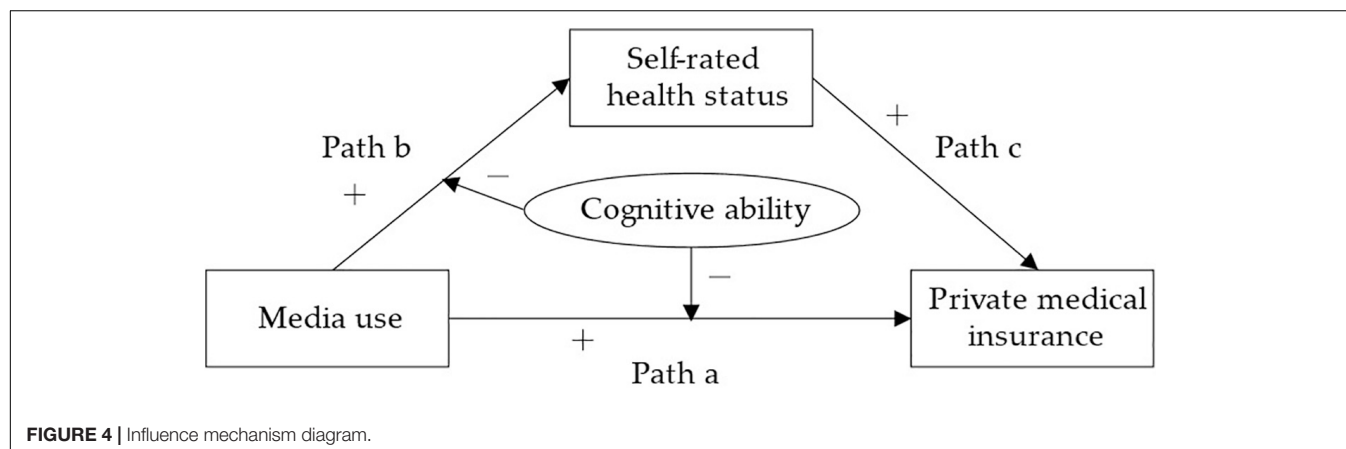 Self-rated
health status
+
Path b
Path c
+
−
Cognitive ability
−
Media use
Private medical
insurance
+
Path a
FIGURE 4 | Influence mechanism diagram.